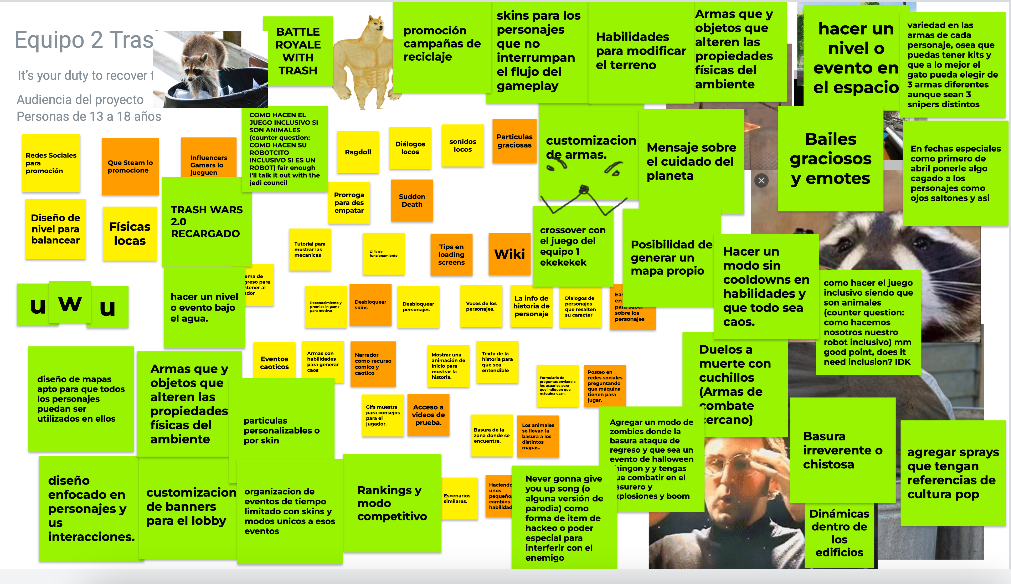 Equipo 2 Tras
It's your duty to recover t
Audiencia del proyecto
Personas de 13 a 18 años
BATTLE
ROYALE
WITH
TRASH
promoción
campañas de
reciclaje
skins para los
personajes
que no
interrumpan
el flujo del
gameplay
Habilidades
para modificar
el terreno
Armas que y
objetos que
alteren las
propiedades
físicas del
ambiente
hacer un
nivel o
evento en
el espacio
variedad en las
armas de cada
personaje, osea que
puedas tener kits y
que a lo mejor el
gato pueda elegir de
3 armas diferentes
aunque sean 3
snipers distintos
Redes Sociales
para
promoción
Que Steam lo
promocione
Influencers
Gamers lo
jueguen
COMO HACEN EL
JUEGO INCLUSIVO SI
SON ANIMALES
(counter question:
COMO HACEN SU
ROBOTCITO
INCLUSIVO SI ES UN
ROBOT) fair enough
i'll talk it out with the
jedi council
Ragdoll
Diálogos
locos
sonidos
locos
Particulas
graciosas
customizacion
de armas.
Mensaje sobre
el cuidado del
planeta
Bailes
graciosos
y emotes
En fechas especiales
como primero de
abril ponerle algo
cagado a los
personajes como
ojos saltones y asi
Diseño de
nivel para
balancear
Físicas
locas
TRASH WARS
2.0
RECARGADO
Prorroga
para des
empatar
Sudden
Death
Tutorial para
mostrar las
mecánicas
Tips en
loading
screens
Wiki
crossover con
el juego del
equipo 1
ekekekek
Posibilidad de
generar un
mapa propio
Hacer un
modo sin
cooldowns en
habilidades y
que todo sea
caos.
como hacer el juego
inclusivo siendo que
son animales
(counter question:
como hacemos
nosotros nuestro
robot inclusivo) mm
good point, does it
need inclusion? IDK
u w u
hacer un nivel
o evento bajo
el agua.
Desbloquear
skins.
Desbloquear
personajes.
Voces de los
personajes.
La info de
historia de
personaje
Dialogos de
personajes
que resalten
su caracter
sobre los
personajes
diseño de mapas
apto para que todos
los personajes
puedan ser
utilizados en ellos
Armas que y
objetos que
alteren las
propiedades
físicas del
ambiente
Eventos
caoticos
Armas con
habilidades
para generar
caos
Narrador
como recurso
comico y
caotico
Mostrar una
animación de
inicio para
mostrar la
historia.
Texto de la
historia para
que sea
entendible
Posteo en
redes sociales
preguntando
que máquina
tienen para
jugar.
Duelos a
muerte con
cuchillos
(Armas de
combate
cercano)
particulas
personalizables o
por skin
Gifs muestra
para consejos
para el
jugador.
Acceso a
videos de
prueba.
Basura de la
zona donde se
encuentra.
Los animales
se llevan la
basura a los
distintos
mapas.
Agregar un modo de
zombies donde la
basura ataque de
regreso y que sea un
evento de halloween
hingon y y tengas
ue combatir en el
asurero y
xplosiones y boom
Basura
irreverente o
chistosa
agregar sprays
que tengan
referencias de
cultura pop
diseño
enfocado en
personajes y
us
interacciones.
customizacion
de banners
para el lobby
organizacion de
eventos de tiempo
limitado con skins y
modos unicos a esos
eventos
Rankings y
modo
competitivo
Escenarios
similares.
Haciendo
unos
pequeños
combos
habilidad
Never gonna give
you up song (o
alguna versión de
parodia) como
forma de item de
hackeo o poder
especial) para
interferir con el
enemigo
Dinámicas
dentro de
los
edificios